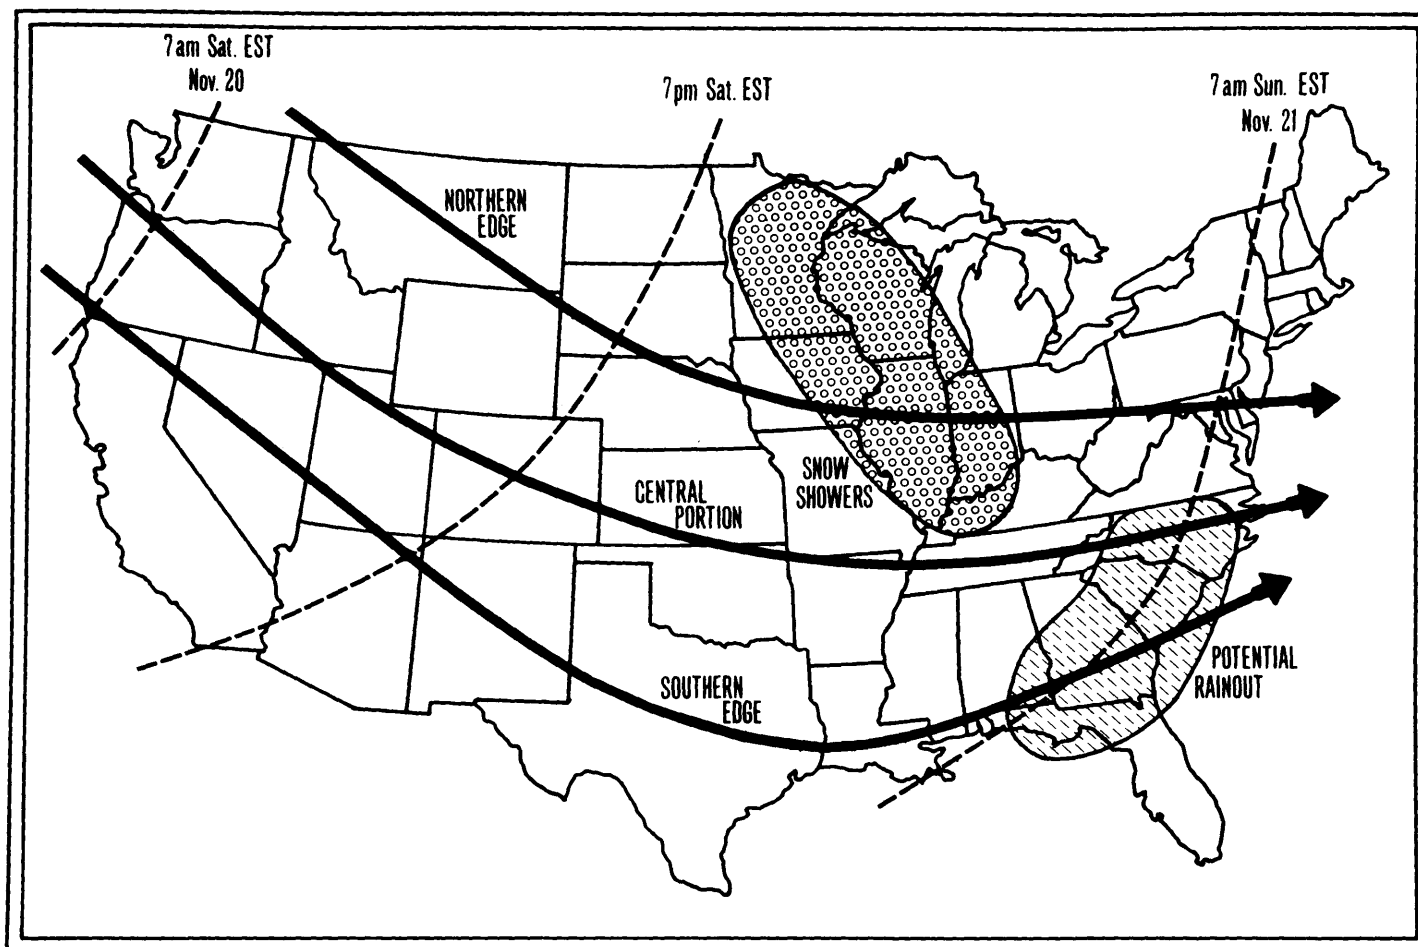 7am Sat. EST
Nov. 20
7pm Sat. EST
7am Sun. EST
Nov. 21
NORTHERN
EDGE
SNOW
SHOWERS
CENTRAL
PORTION
SOUTHERN
EDGE
POTENTIAL
RAINOUT